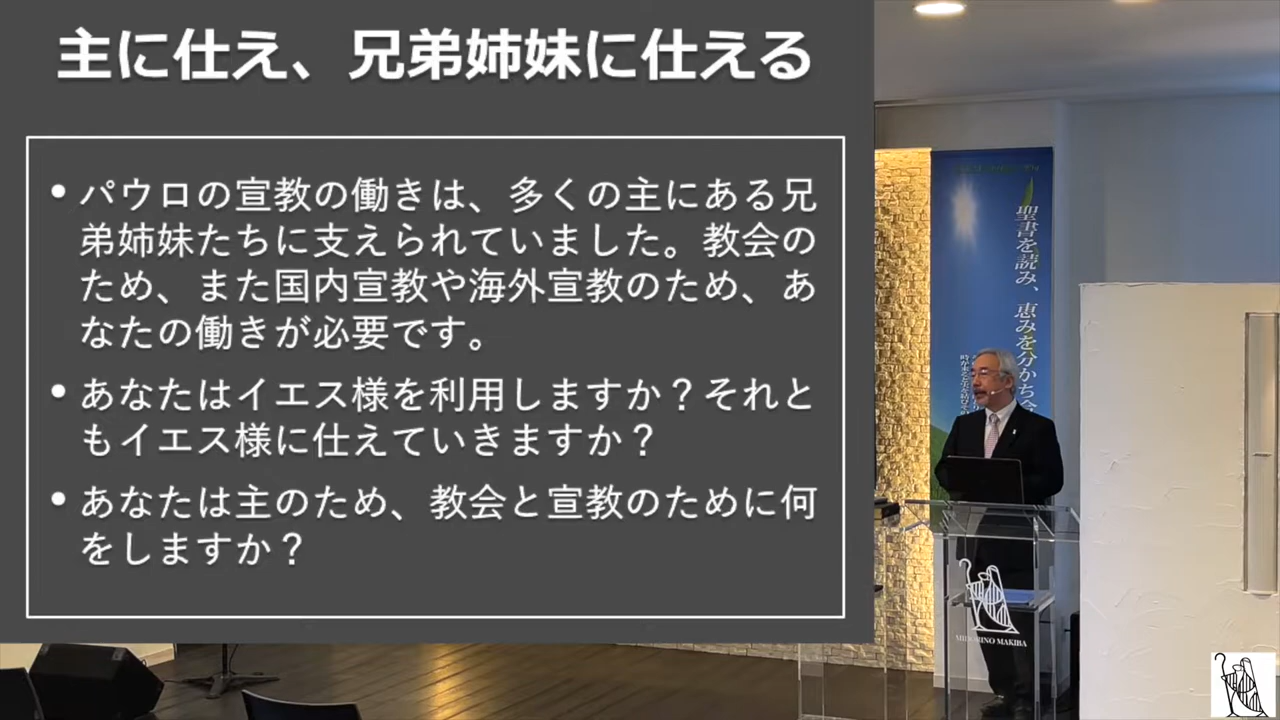 主に仕え、兄弟姉妹に仕える
• パウロの宣教の働きは、多くの主にある兄
弟姉妹たちに支えられていました。教会の
ため、また国内宣教や海外宣教のため、あ
なたの働きが必要です。
• あなたはイエス様を利用しますか？それと
もイエス様に仕えていきますか？
• あなたは主のため、教会と宣教のために何
をしますか？
聖書を読み、恵みを分かち
MIDORINO MAKIBA